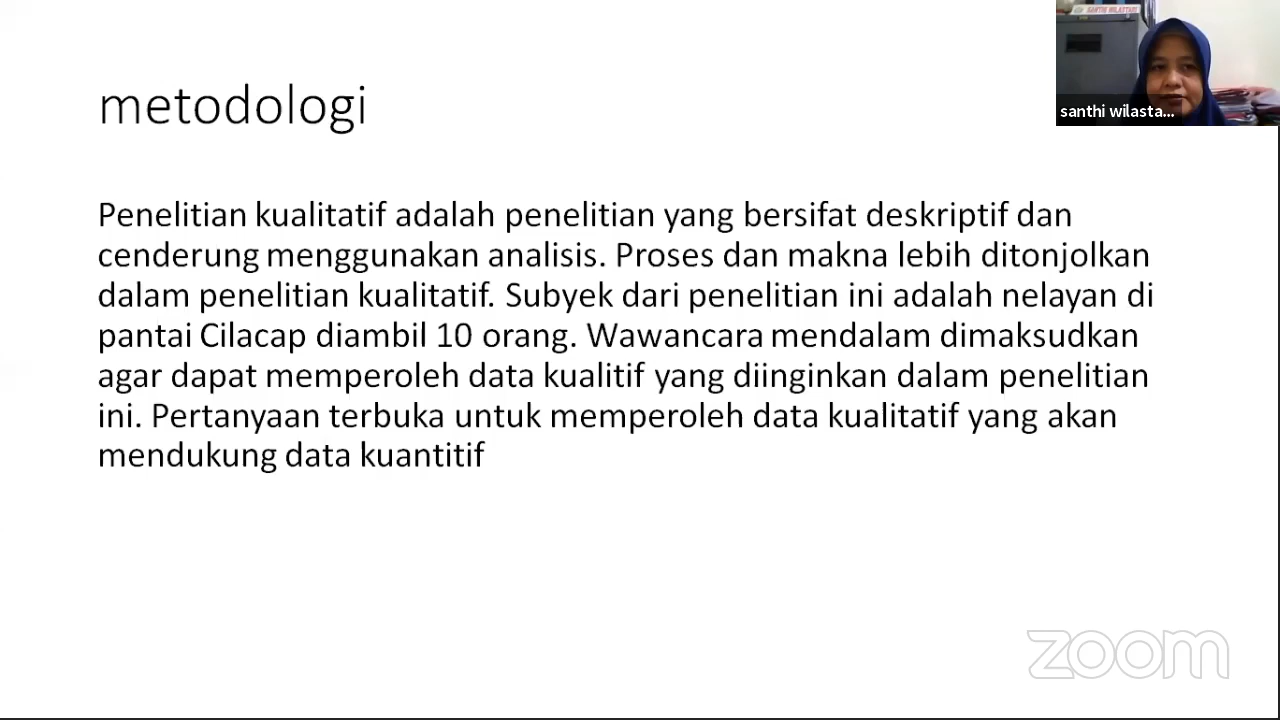 SANTHI WILASTARI
santhi wilasta...
metodologi
Penelitian kualitatif adalah penelitian yang bersifat deskriptif dan
cenderung menggunakan analisis. Proses dan makna lebih ditonjolkan
dalam penelitian kualitatif. Subyek dari penelitian ini adalah nelayan di
pantai Cilacap diambil 10 orang. Wawancara mendalam dimaksudkan
agar dapat memperoleh data kualitif yang diinginkan dalam penelitian
ini. Pertanyaan terbuka untuk memperoleh data kualitatif yang akan
mendukung data kuantitif
zoom